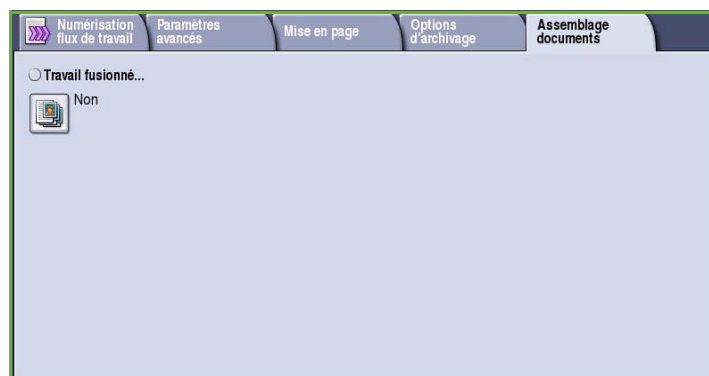 Numérisation
flux de travail
Paramètres
avancés
Mise en page
Options
d'archivage
Assemblage
documents
Travail fusionné...
Non